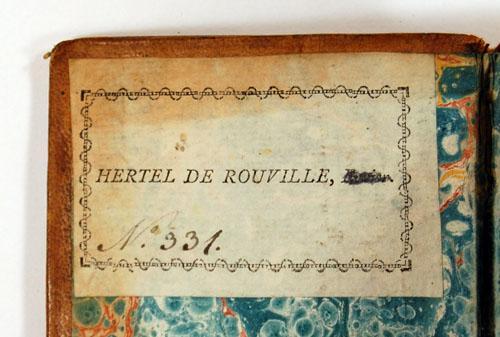 HERTEL DE ROUVILLE,
N.º 331.